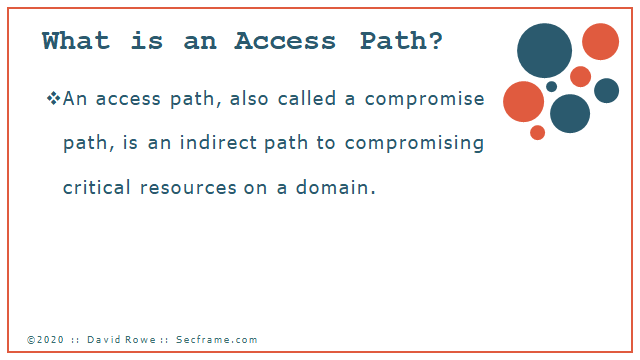 What is an Access Path?
❖An access path, also called a compromise
path, is an indirect path to compromising
critical resources on a domain.
©2020 :: David Rowe :: Secframe.com